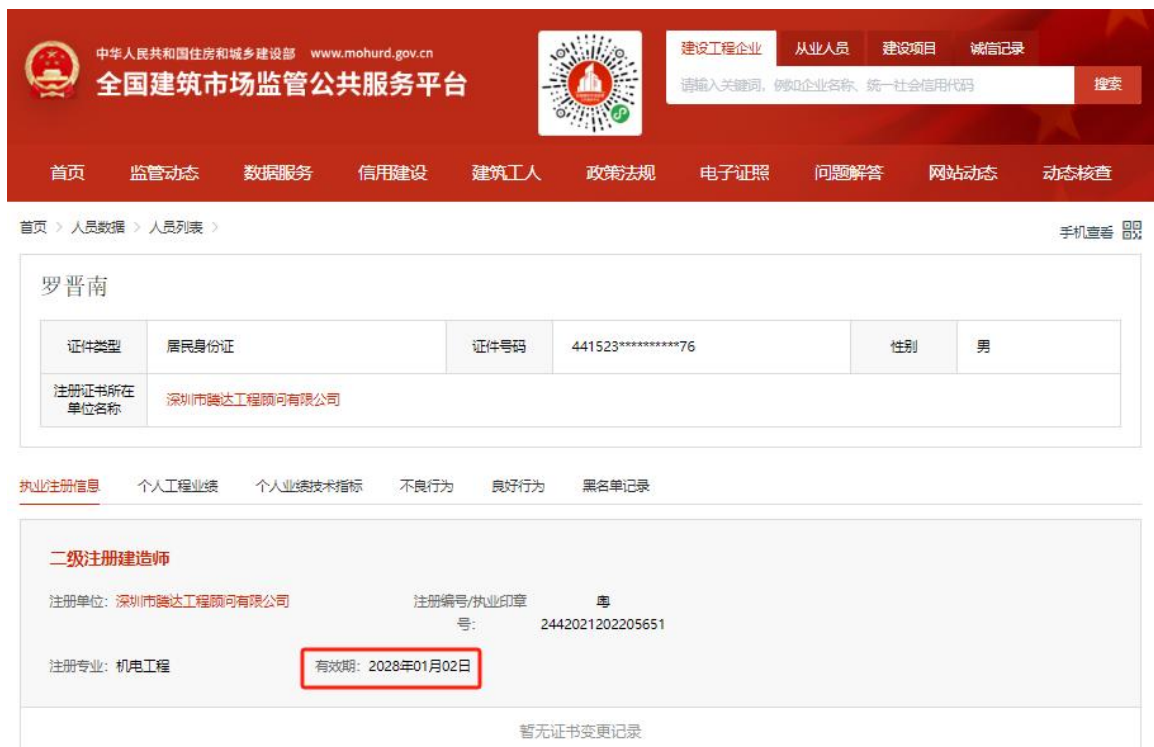 中华人民共和国住房和城乡建设部 www.mohurd.gov.cn
全国建筑市场监管公共服务平台
建设工程企业 从业人员 建设项目 诚信记录
请输入关键词，例如企业名称、统一社会信用代码 搜索
首页 监管动态 数据服务 信用建设 建筑工人 政策法规 电子证照 问题解答 网站动态 动态核查
首页 > 人员数据 > 人员列表 >
手机查看
罗晋南
证件类型 居民身份证 证件号码 441523**********76 性别 男
注册证书所在
单位名称
深圳市腾达工程顾问有限公司
执业注册信息 个人工程业绩 个人业绩技术指标 不良行为 良好行为 黑名单记录
二级注册建造师
注册单位：深圳市腾达工程顾问有限公司 注册编号/执业印章 粤
号： 2442021202205651
注册专业：机电工程 有效期：2028年01月02日
暂无证书变更记录